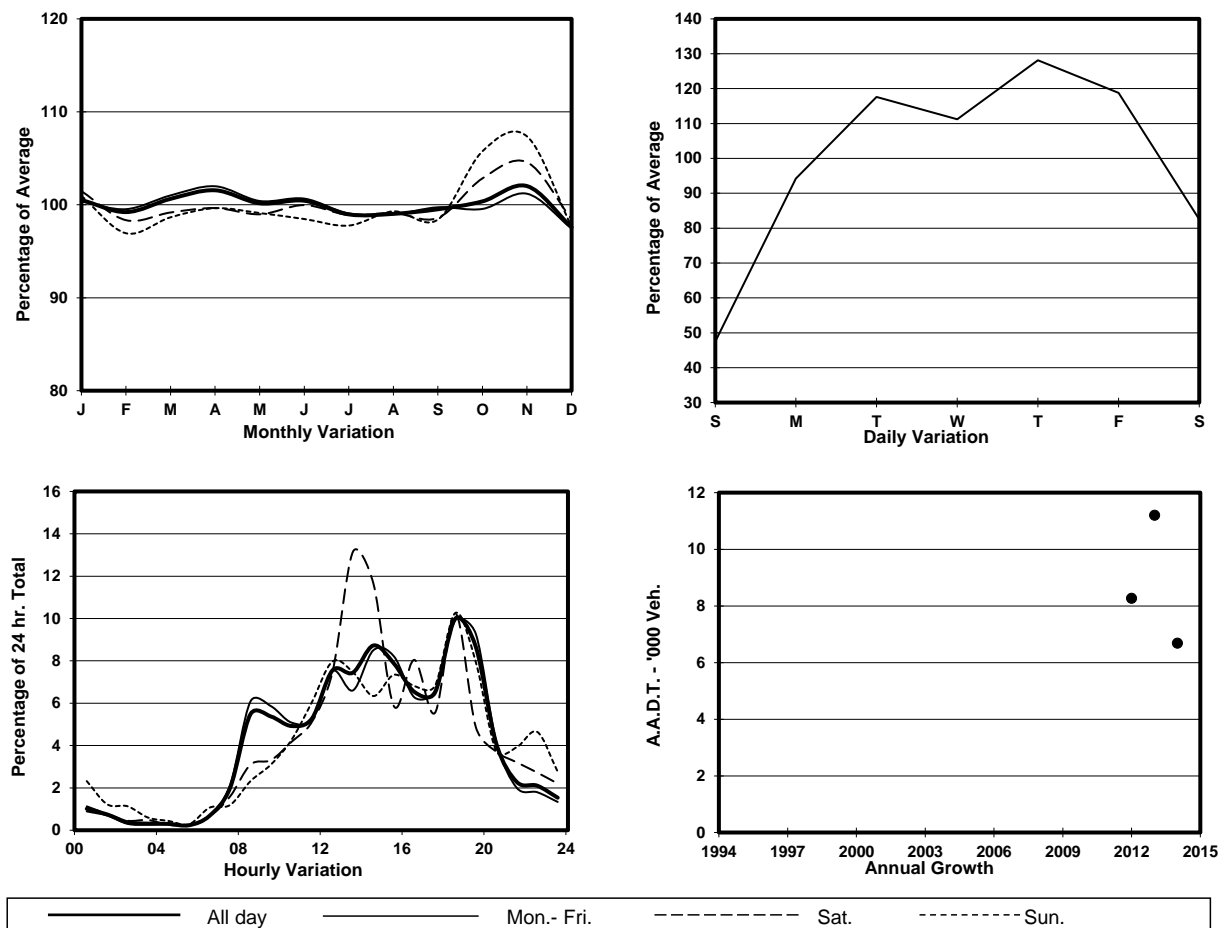 120
110
100
90
80
Percentage of Average
J F M A M J J A S O N D
Monthly Variation
140
130
120
110
100
90
80
70
60
50
40
30
Percentage of Average
S M T W T F S
Daily Variation
16
14
12
10
8
6
4
2
0
Percentage of 24 hr. Total
00 04 08 12 16 20 24
Hourly Variation
12
10
8
6
4
2
0
A.A.D.T. - '000 Veh.
1994 1997 2000 2003 2006 2009 2012 2015
Annual Growth
All day Mon.- Fri. Sat. Sun.